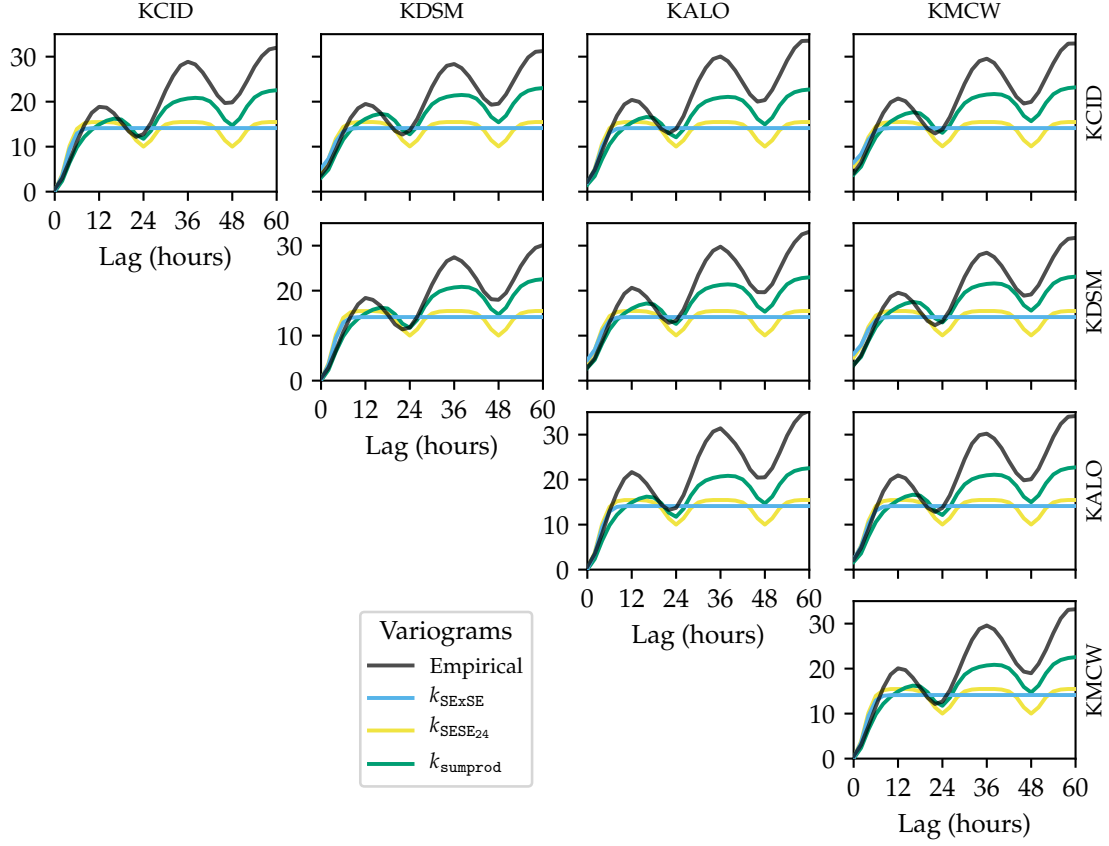 KCID KDSM KALO KMCW
30
20
10
0
KCID
0 12 24 36 48 60
Lag (hours)
30
20
10
0
KDSM
0 12 24 36 48 60
Lag (hours)
30
20
10
0
KALO
0 12 24 36 48 60
Lag (hours)
Variograms
Empirical
k_SExSE
k_SESE_24
k_sumprod
30
20
10
0
KMCW
0 12 24 36 48 60
Lag (hours)